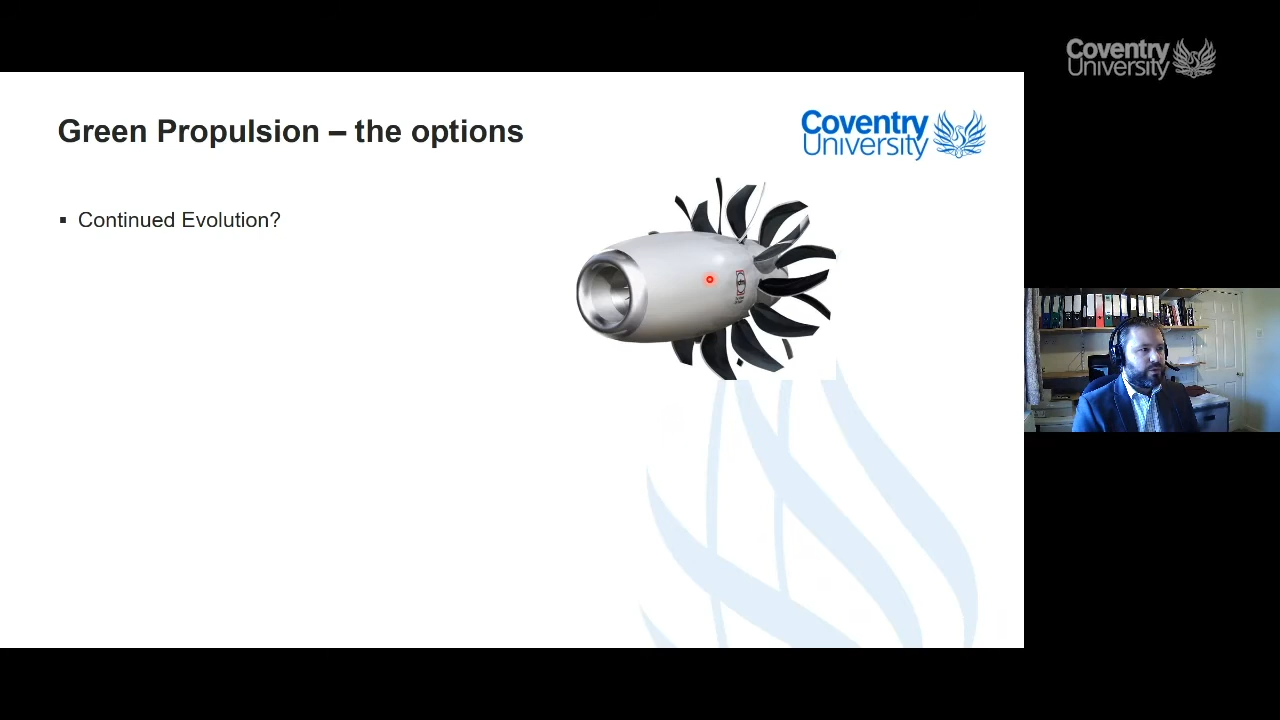 Coventry
University
Green Propulsion – the options
Coventry
University
▪ Continued Evolution?